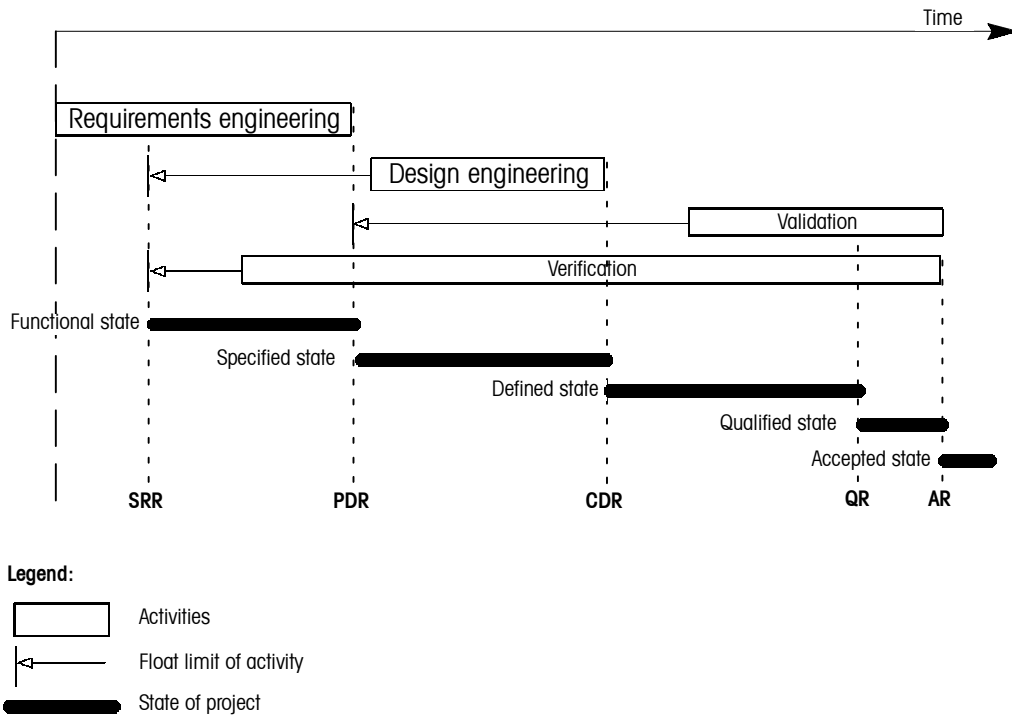 Time
Requirements engineering
Design engineering
Validation
Verification
Functional state
Specified state
Defined state
Qualified state
Accepted state
SRR PDR CDR QR AR
Legend:
Activities
Float limit of activity
State of project